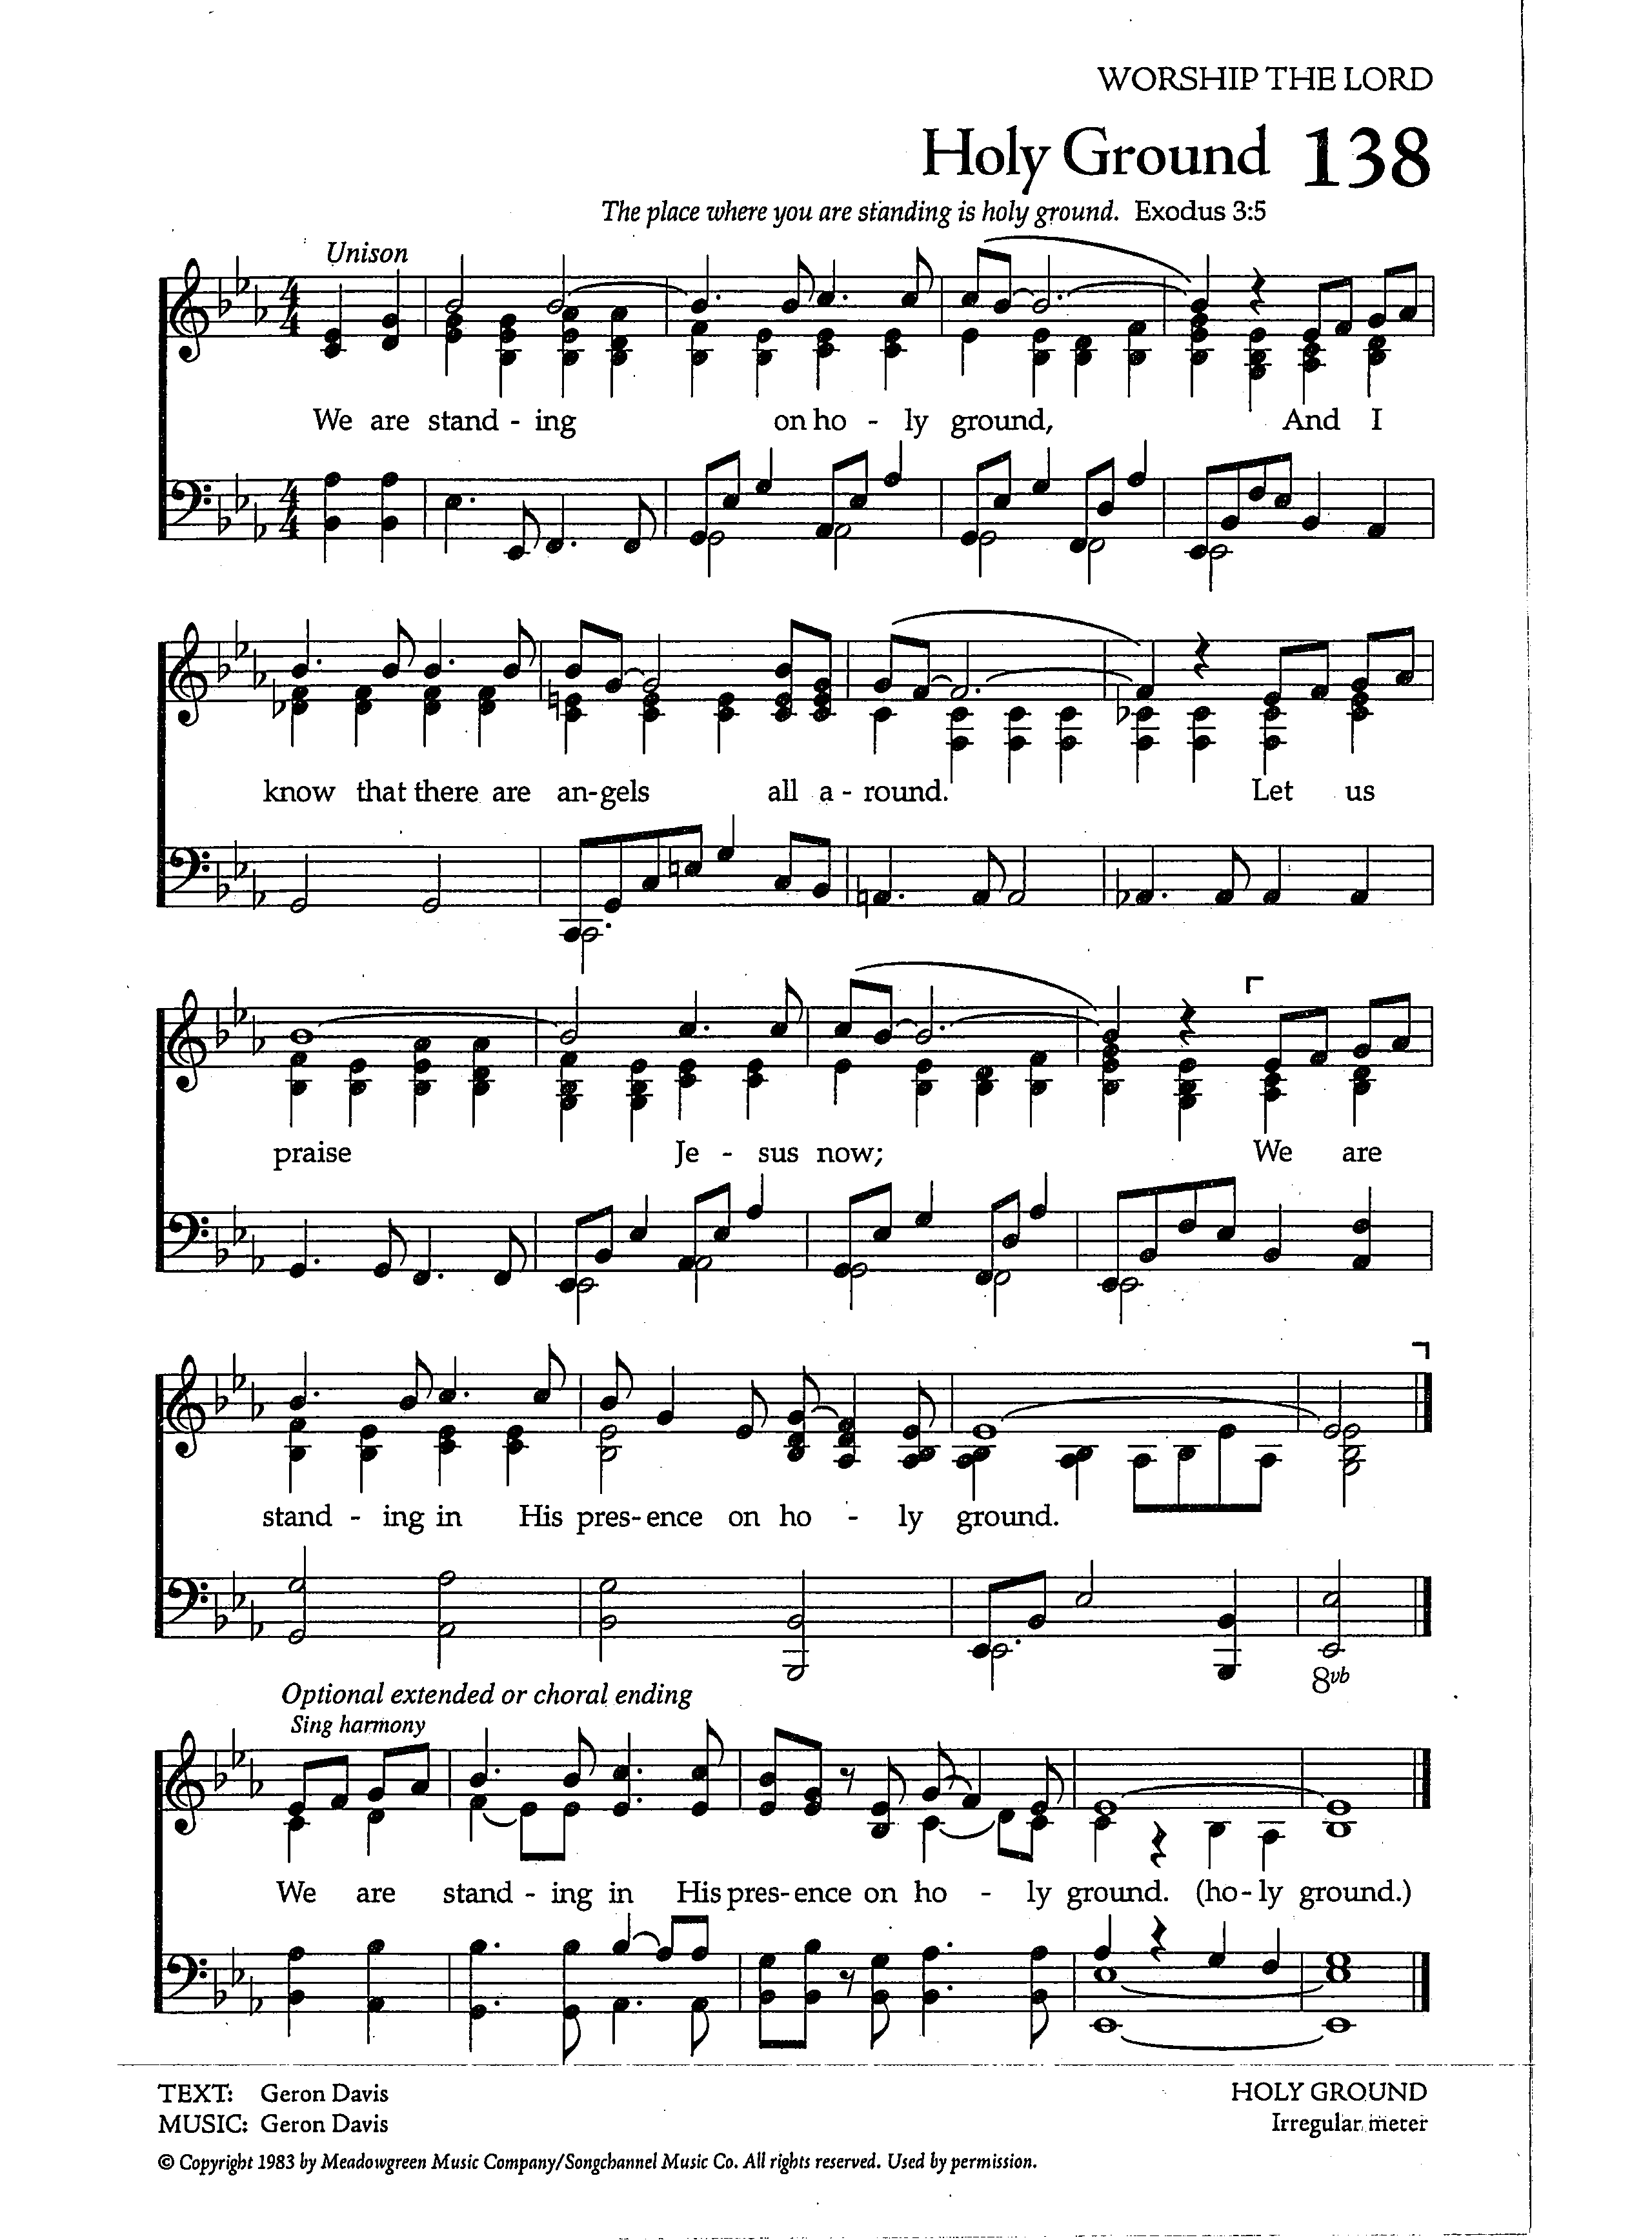 WORSHIP THE LORD
Holy Ground 138
The place where you are standing is holy ground. Exodus 3:5
Unison
We are stand - ing on ho - ly ground, And I
know that there are an-gels all a - round. Let us
praise Je - sus now; We are
stand - ing in His pres-ence on ho - ly ground.
8vb
Optional extended or choral ending
Sing harmony
We are stand - ing in His pres-ence on ho - ly ground. (ho-ly ground.)
TEXT: Geron Davis
MUSIC: Geron Davis
HOLY GROUND
Irregular meter
© Copyright 1983 by Meadowgreen Music Company/Songchannel Music Co. All rights reserved. Used by permission.